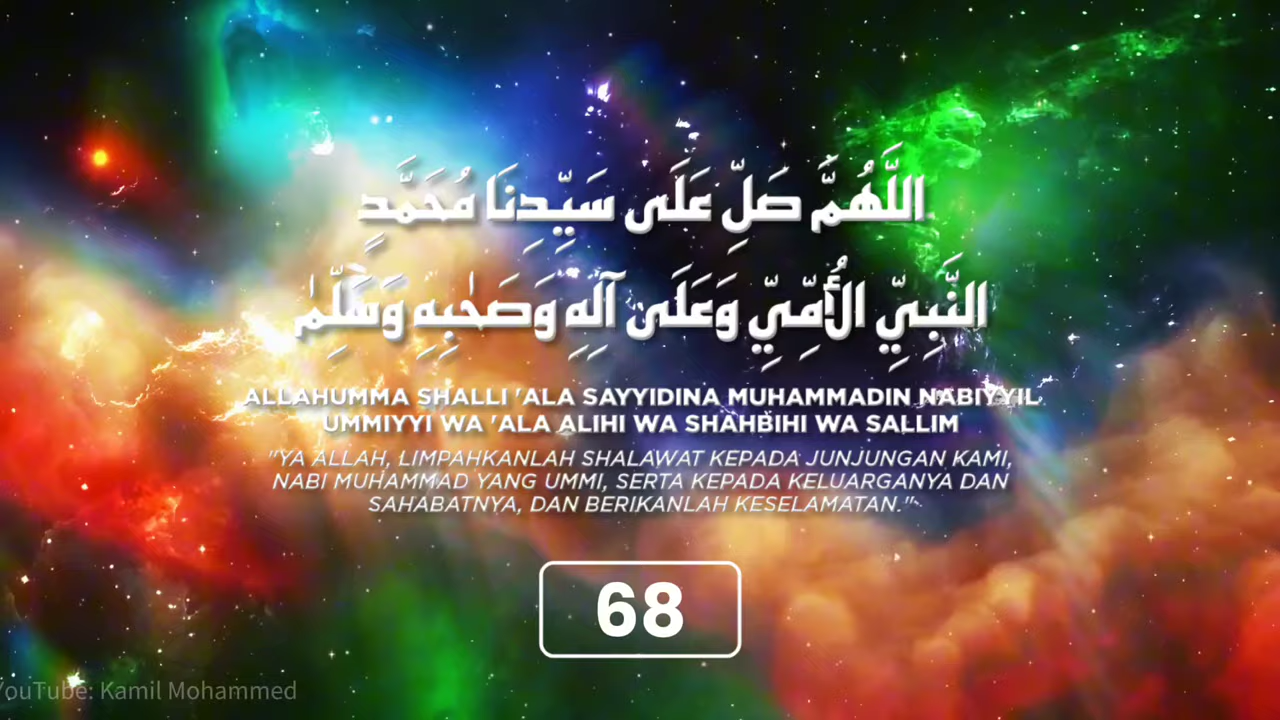 اللَّهُمَّ صَلِّ عَلَى سَيِّدِنَا مُحَمَّدٍ
النَّبِيِّ الأُمِّيِّ وَعَلَى آلِهِ وَصَحْبِهِ وَسَلِّمْ
ALLAHUMMA SHALLI 'ALA SAYYIDINA MUHAMMADIN NABIYYIL
UMMIYYI WA 'ALA ALIHI WA SHAHBIHI WA SALLIM
"YA ALLAH, LIMPAHKANLAH SHALAWAT KEPADA JUNJUNGAN KAMI,
NABI MUHAMMAD YANG UMMI, SERTA KEPADA KELUARGANYA DAN
SAHABATNYA, DAN BERIKANLAH KESELAMATAN."
68
YouTube: Kamil Mohammed